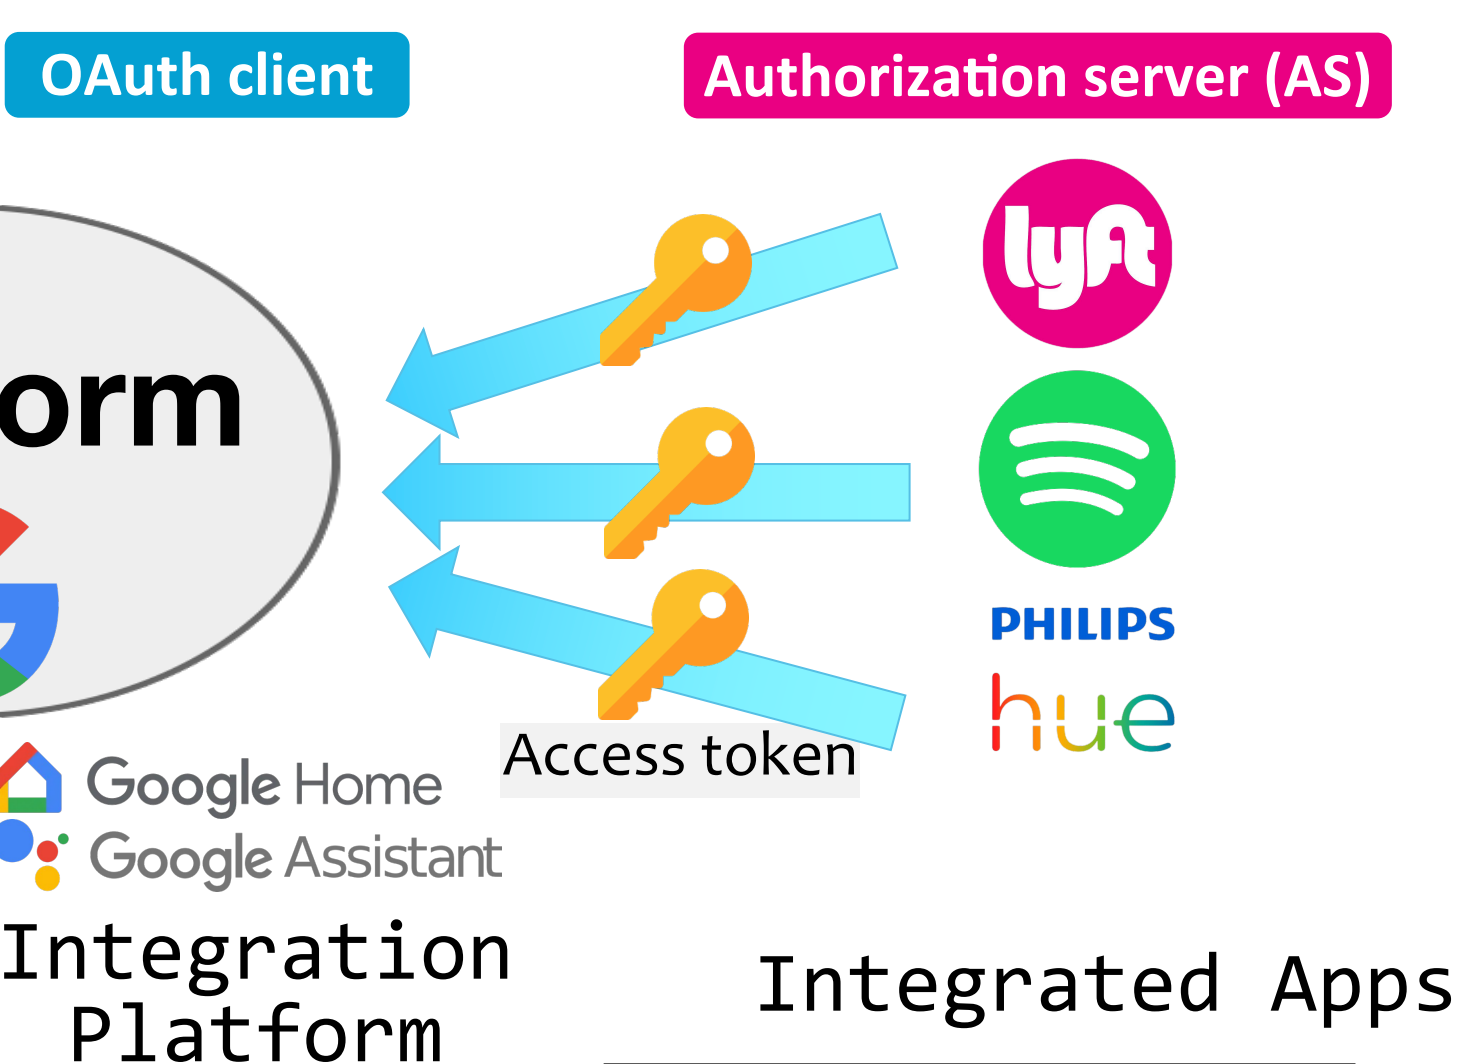 OAuth client
Authorization server (AS)
lyft
orm
PHILIPS
hue
Access token
Google Home
Google Assistant
Integration
Platform
Integrated Apps